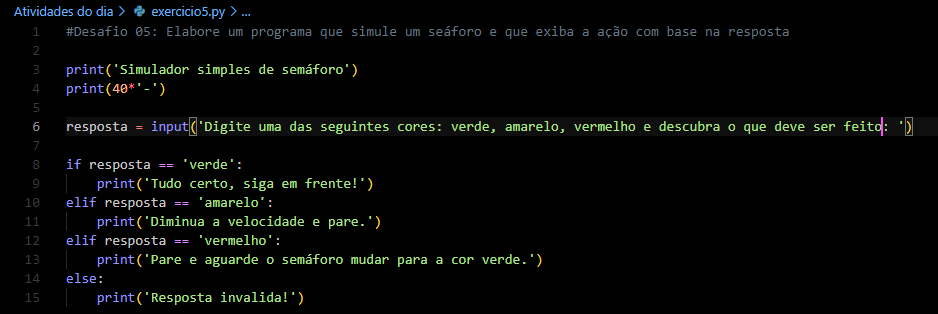 Atividades do dia > exercicio5.py > ...
1 #Desafio 05: Elabore um programa que simule um seáforo e que exiba a ação com base na resposta
2
3 print('Simulador simples de semáforo')
4 print(40*'-')
5
6 resposta = input('Digite uma das seguintes cores: verde, amarelo, vermelho e descubra o que deve ser feito: ')
7
8 if resposta == 'verde':
9     print('Tudo certo, siga em frente!')
10 elif resposta == 'amarelo':
11     print('Diminua a velocidade e pare.')
12 elif resposta == 'vermelho':
13     print('Pare e aguarde o semáforo mudar para a cor verde.')
14 else:
15     print('Resposta invalida!')